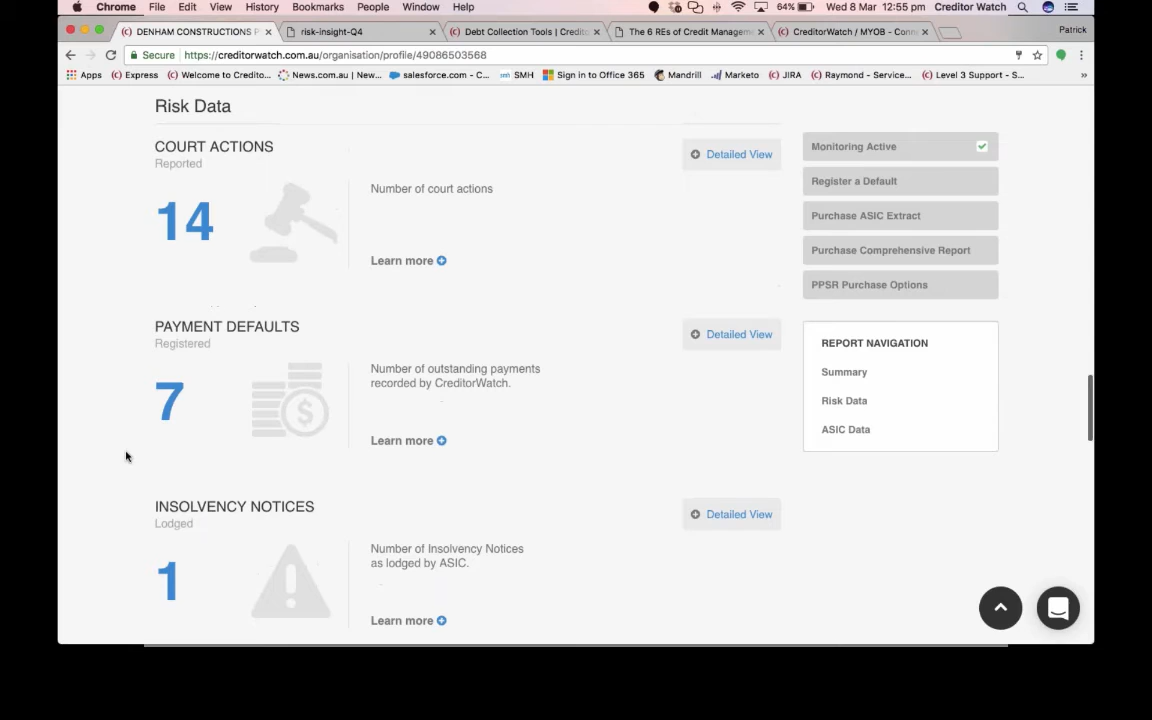 Chrome File Edit View History Bookmarks People Window Help 64% Wed 8 Mar 12:55 pm Creditor Watch
DENHAM CONSTRUCTIONS P risk-insight-Q4 Debt Collection Tools | Credito The 6 REs of Credit Managem CreditorWatch / MYOB - Conn Patrick
Secure https://creditorwatch.com.au/organisation/profile/49086503568
Apps Express Welcome to Credito... News.com.au | New... salesforce.com - C... SMH Sign in to Office 365 Mandrill Marketo JIRA Raymond - Service... Level 3 Support - S... »
Risk Data
COURT ACTIONS
Reported
Detailed View
14
Number of court actions
Learn more
PAYMENT DEFAULTS
Registered
Detailed View
7
Number of outstanding payments
recorded by CreditorWatch.
Learn more
INSOLVENCY NOTICES
Lodged
Detailed View
1
Number of Insolvency Notices
as lodged by ASIC.
Learn more
Monitoring Active
Register a Default
Purchase ASIC Extract
Purchase Comprehensive Report
PPSR Purchase Options
REPORT NAVIGATION
Summary
Risk Data
ASIC Data